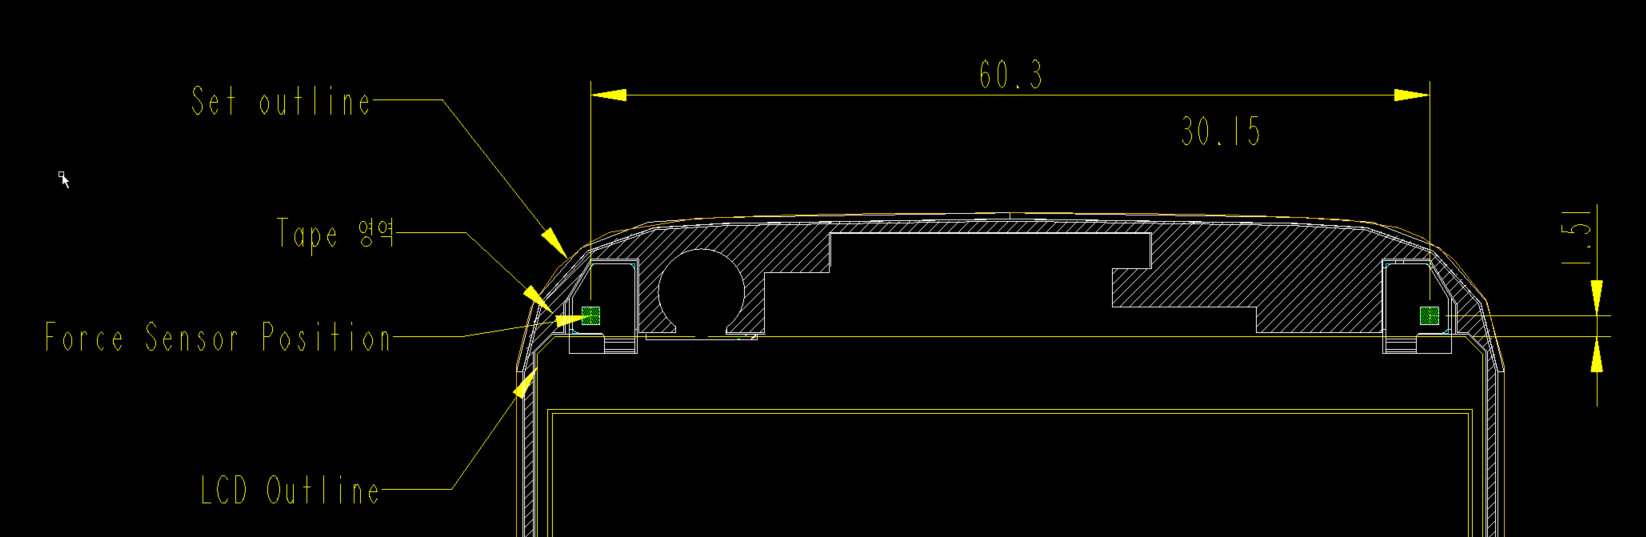 60.3
Set outline
30.15
Tape 영역
1.51
Force Sensor Position
LCD Outline